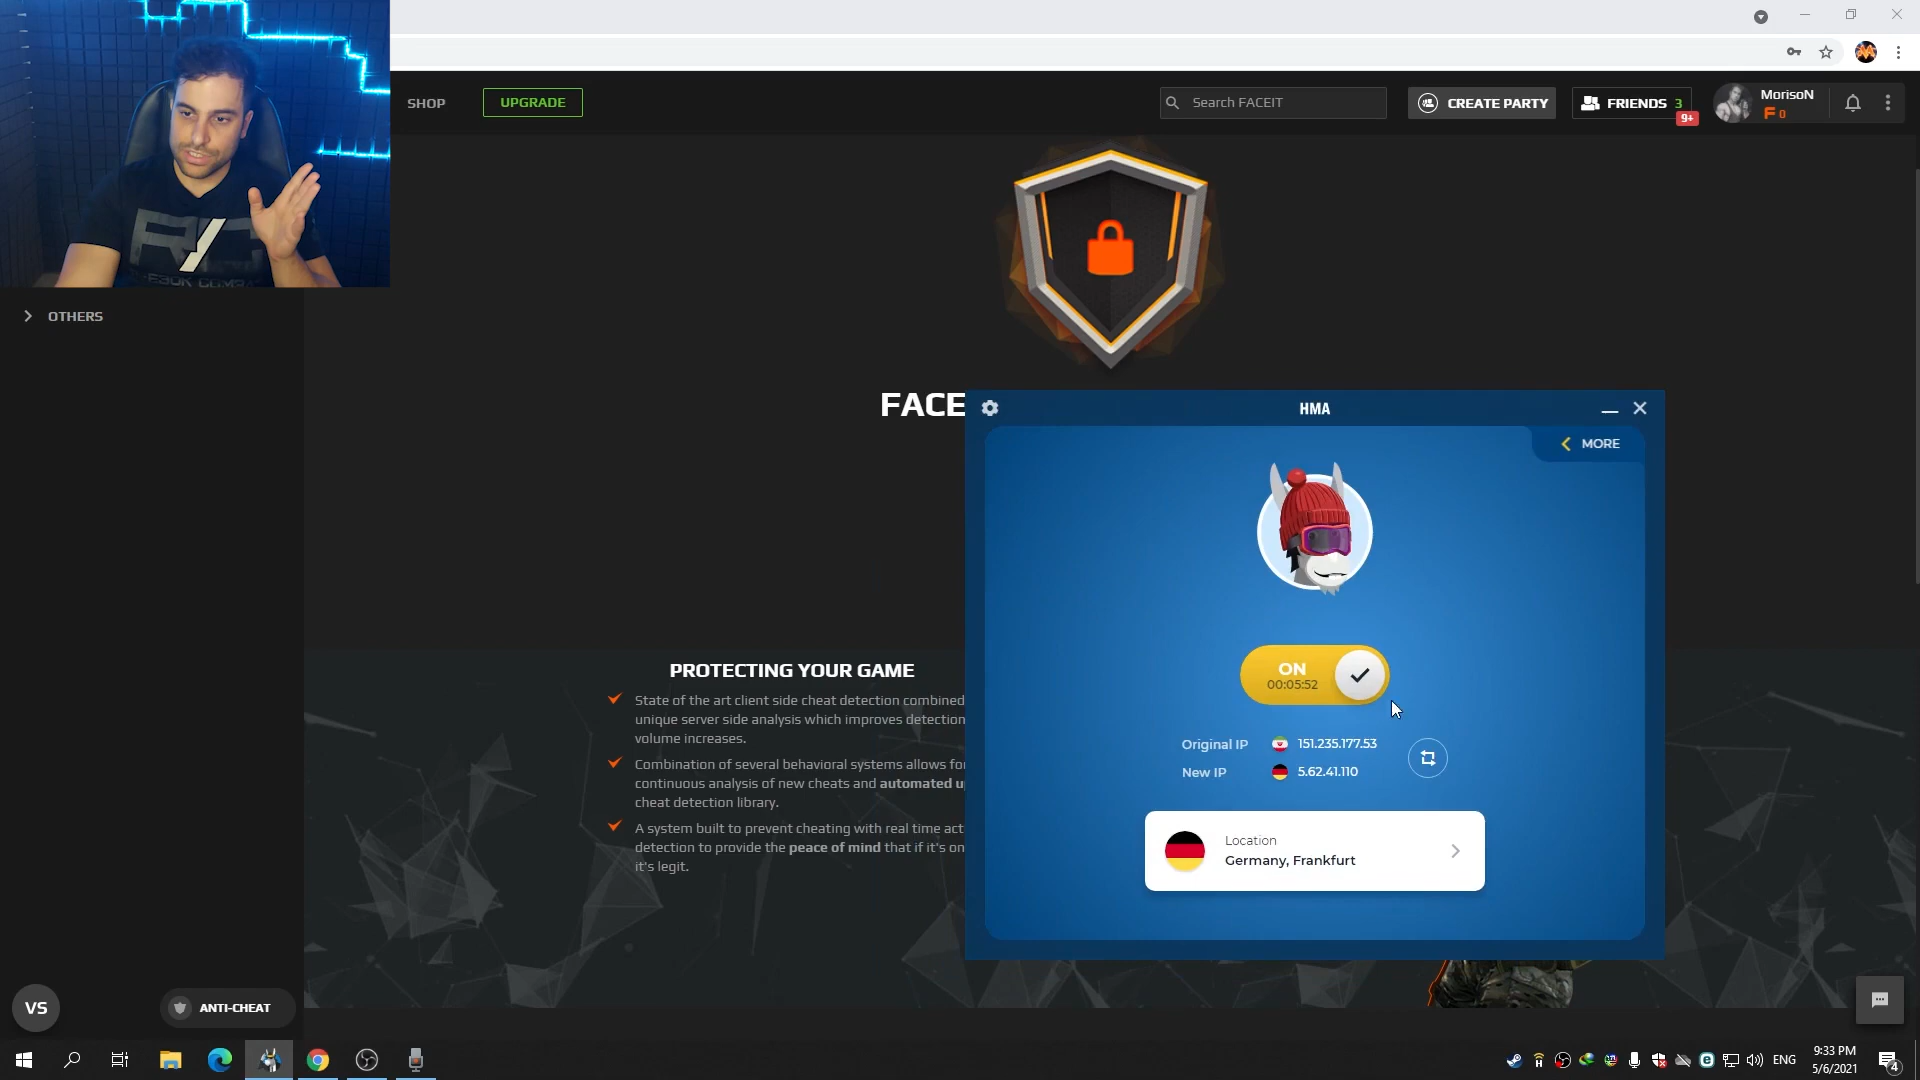 SHOP
UPGRADE
Search FACEIT
CREATE PARTY
FRIENDS 3
9+
MorisoN
F 0
OTHERS
FACE
HMA
MORE
ON
00:05:52
Original IP 151.235.177.53
New IP 5.62.41.110
Location
Germany, Frankfurt
PROTECTING YOUR GAME
State of the art client side cheat detection combined
unique server side analysis which improves detection
volume increases.
Combination of several behavioral systems allows fo
continuous analysis of new cheats and automated u
cheat detection library.
A system built to prevent cheating with real time act
detection to provide the peace of mind that if it's on
it's legit.
VS
ANTI-CHEAT
ENG
9:33 PM
5/6/2021
4